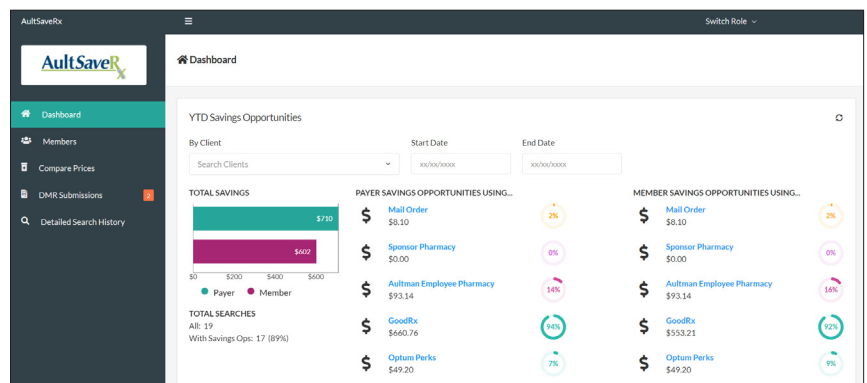 AultSaveRx
Switch Role
AultSaveRx
Dashboard
Members
Compare Prices
DMR Submissions 2
Detailed Search History
Dashboard
YTD Savings Opportunities
By Client
Search Clients
Start Date
xx/xx/xxxx
End Date
xx/xx/xxxx
TOTAL SAVINGS
$710
$602
$0 $200 $400 $600
Payer Member
TOTAL SEARCHES
All: 19
With Savings Ops: 17 (89%)
PAYER SAVINGS OPPORTUNITIES USING...
$ Mail Order
$8.10
2%
$ Sponsor Pharmacy
$0.00
0%
$ Aultman Employee Pharmacy
$93.14
14%
$ GoodRx
$660.76
94%
$ Optum Perks
$49.20
7%
MEMBER SAVINGS OPPORTUNITIES USING...
$ Mail Order
$8.10
2%
$ Sponsor Pharmacy
$0.00
0%
$ Aultman Employee Pharmacy
$93.14
16%
$ GoodRx
$553.21
92%
$ Optum Perks
$49.20
9%